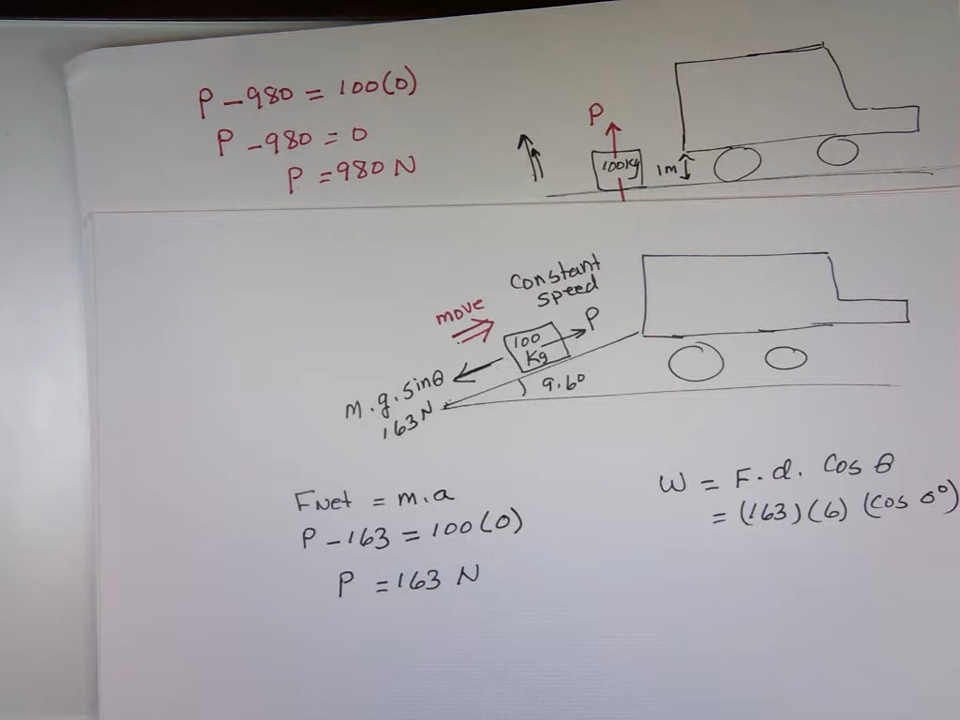 P - 980 = 100(0)
P - 980 = 0
P = 980 N
P
100kg
1m
Constant
speed
move
P
100
Kg
9.6°
m.g.sinθ
163N
FNet = m.a
P - 163 = 100(0)
P = 163 N
W = F.d. Cos θ
= (163)(6) (Cos 0°)